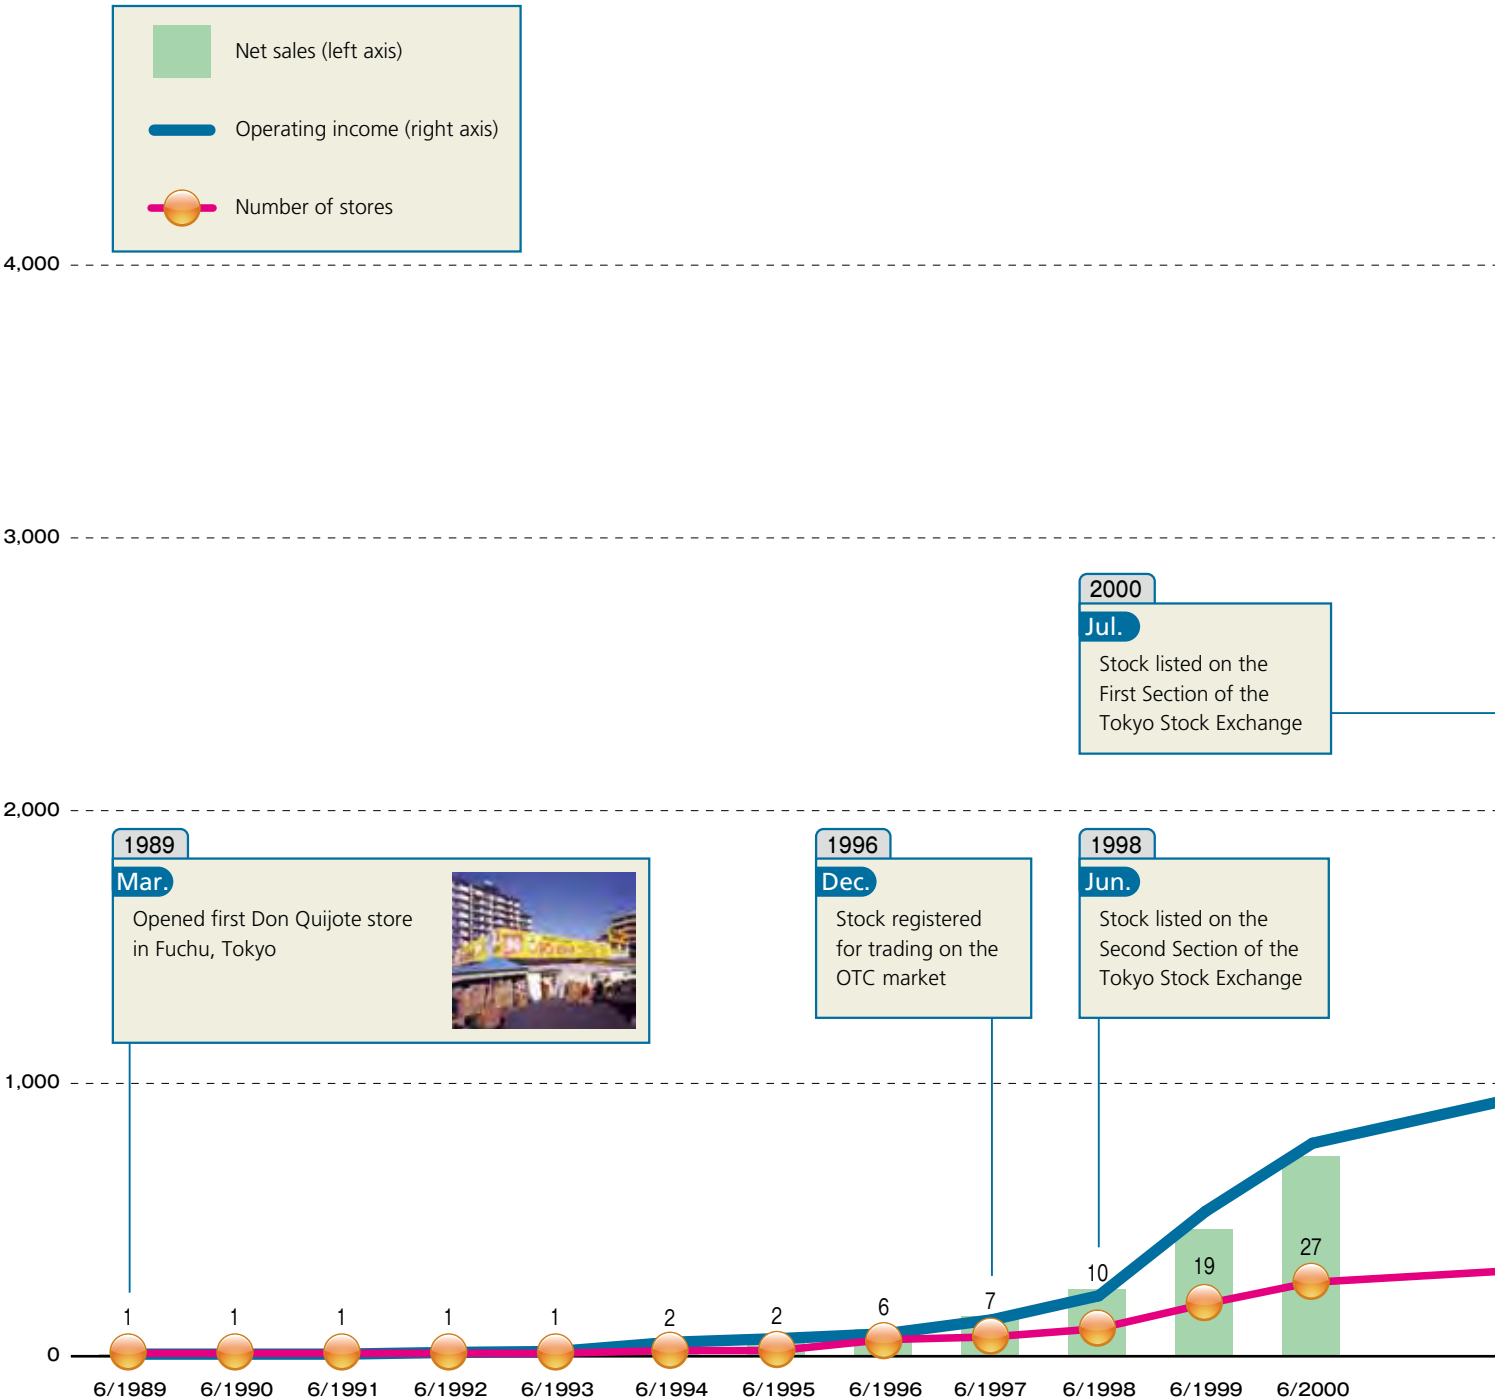 Net sales (left axis)
Operating income (right axis)
Number of stores
4,000
3,000
2000
Jul.
Stock listed on the
First Section of the
Tokyo Stock Exchange
2,000
1989
Mar.
Opened first Don Quijote store
in Fuchu, Tokyo
1996
Dec.
Stock registered
for trading on the
OTC market
1998
Jun.
Stock listed on the
Second Section of the
Tokyo Stock Exchange
1,000
1 1 1 1 1 2 2 6 7 10 19 27
0
6/1989 6/1990 6/1991 6/1992 6/1993 6/1994 6/1995 6/1996 6/1997 6/1998 6/1999 6/2000